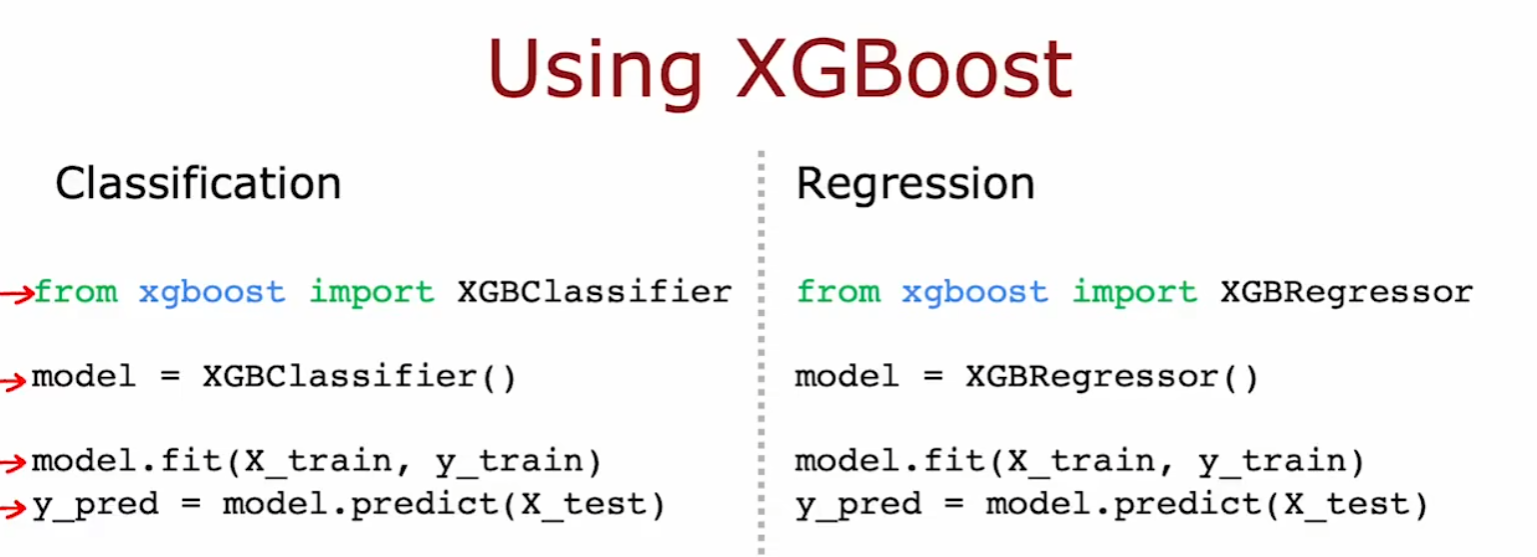 Using XGBoost
Classification
from xgboost import XGBClassifier
model = XGBClassifier()
model.fit(X_train, y_train)
y_pred = model.predict(X_test)
Regression
from xgboost import XGBRegressor
model = XGBRegressor()
model.fit(X_train, y_train)
y_pred = model.predict(X_test)